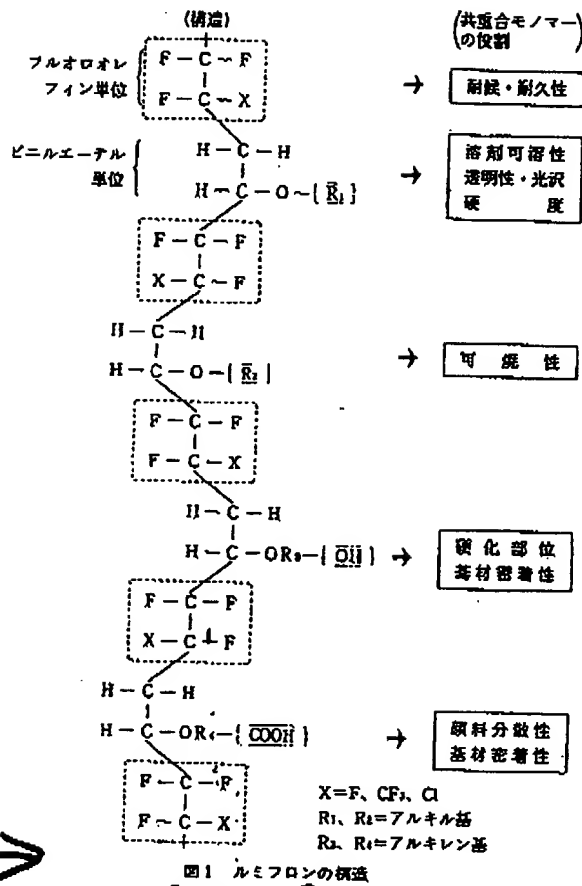 (構造)
(共重合モノマーの役割)
フルオロオレフィン単位
F－C～F
F－C～X
→ 耐候・耐久性
ビニルエーテル単位
H－C－H
H－C－O～{R₁}
→ 溶剤可溶性
透明性・光沢
硬度
F－C－F
X－C～F
H－C－H
H－C－O－{R₂}
→ 可撓性
F－C－F
F－C－X
H－C－H
H－C－OR₃－{OH}
→ 硬化部位
基材密着性
F－C－F
X－C－F
H－C－H
H－C－OR₄－{COOH}
→ 顔料分散性
基材密着性
F－C－F
F～C－X
X＝F、CF₃、Cl
R₁、R₂＝アルキル基
R₃、R₄＝アルキレン基
図1 ルミフロンの構造